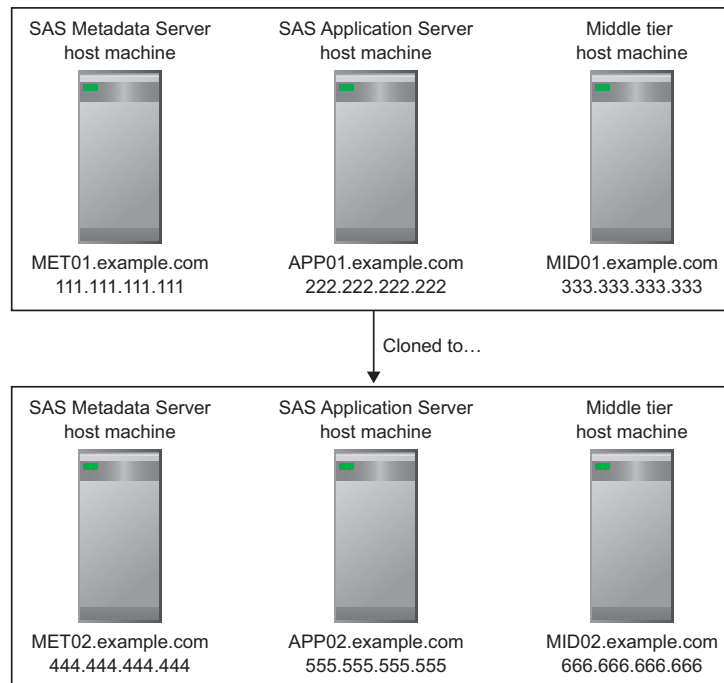 SAS Metadata Server
host machine
SAS Application Server
host machine
Middle tier
host machine
MET01.example.com
111.111.111.111
APP01.example.com
222.222.222.222
MID01.example.com
333.333.333.333
Cloned to…
SAS Metadata Server
host machine
SAS Application Server
host machine
Middle tier
host machine
MET02.example.com
444.444.444.444
APP02.example.com
555.555.555.555
MID02.example.com
666.666.666.666